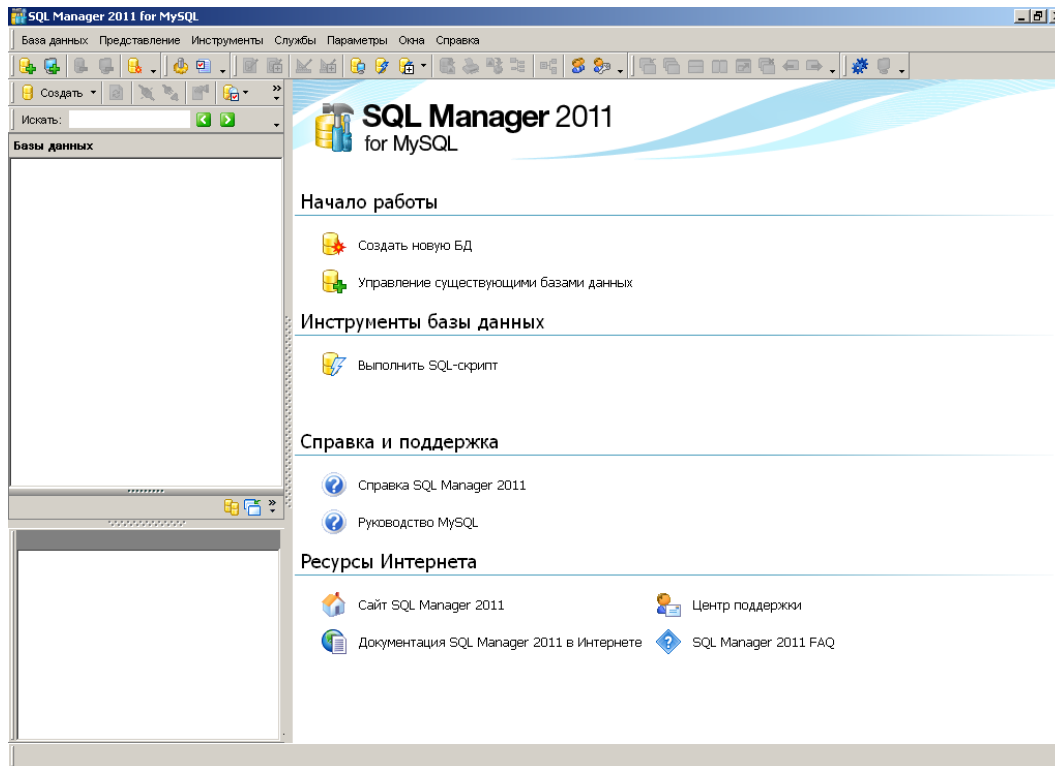 SQL Manager 2011 for MySQL
База данных Представление Инструменты Службы Параметры Окна Справка
Создать
Искать:
Базы данных
SQL Manager 2011
for MySQL
Начало работы
Создать новую БД
Управление существующими базами данных
Инструменты базы данных
Выполнить SQL-скрипт
Справка и поддержка
Справка SQL Manager 2011
Руководство MySQL
Ресурсы Интернета
Сайт SQL Manager 2011 Центр поддержки
Документация SQL Manager 2011 в Интернете SQL Manager 2011 FAQ